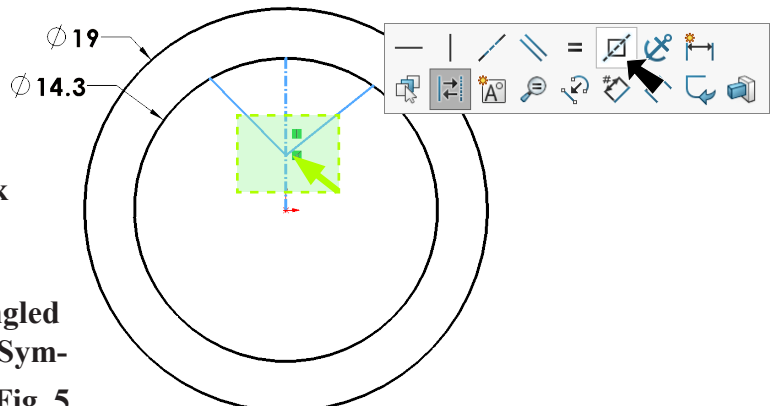 ⌀ 19
⌀ 14.3
x
gled
Sym-
Fig. 5